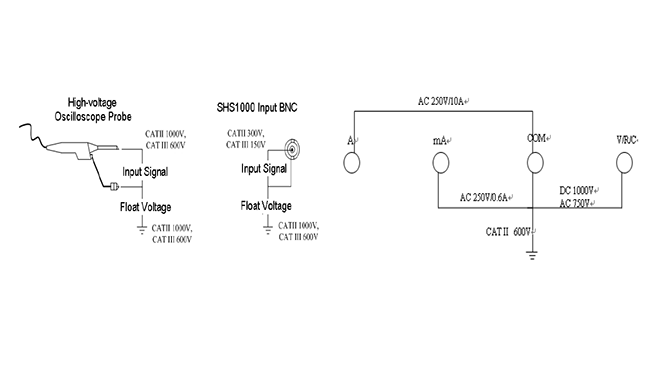 High-voltage
Oscilloscope Probe
CATII 1000V,
CAT III 600V
Input Signal
Float Voltage
CATII 1000V,
CAT III 600V
SHS1000 Input BNC
CATII 300V,
CAT III 150V
Input Signal
Float Voltage
CATII 1000V,
CAT III 600V
AC 250V/10A↵
A↵
mA↵
COM↵
V/R/C↵
AC 250V/0.6A↵
DC 1000V↵
AC 750V↵
CAT II 600V↵